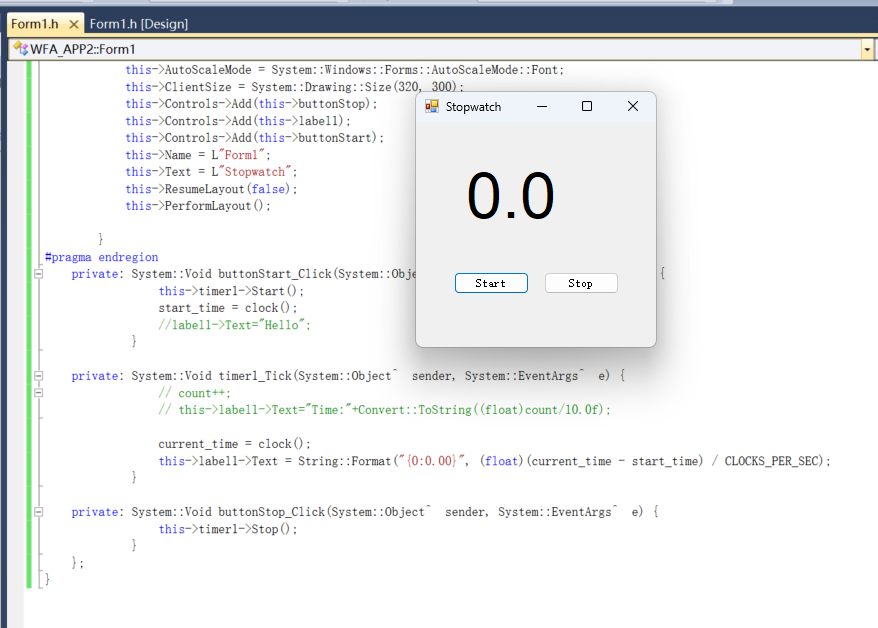 Form1.h
Form1.h [Design]
WFA_APP2::Form1
this->AutoScaleMode = System::Windows::Forms::AutoScaleMode::Font;
this->ClientSize = System::Drawing::Size(320, 300);
this->Controls->Add(this->buttonStop);
this->Controls->Add(this->label1);
this->Controls->Add(this->buttonStart);
this->Name = L"Form1";
this->Text = L"Stopwatch";
this->ResumeLayout(false);
this->PerformLayout();
}
#pragma endregion
private: System::Void buttonStart_Click(System::Obje {
this->timer1->Start();
start_time = clock();
//label1->Text="Hello";
}
private: System::Void timer1_Tick(System::Object^ sender, System::EventArgs^ e) {
// count++;
// this->label1->Text="Time:"+Convert::ToString((float)count/10.0f);
current_time = clock();
this->label1->Text = String::Format("{0:0.00}", (float)(current_time - start_time) / CLOCKS_PER_SEC);
}
private: System::Void buttonStop_Click(System::Object^ sender, System::EventArgs^ e) {
this->timer1->Stop();
}
};
}
Stopwatch
0.0
Start
Stop